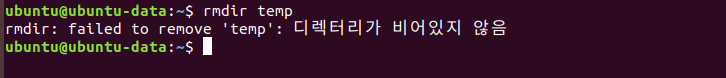 ubuntu@ubuntu-data:~$ rmdir temp
rmdir: failed to remove 'temp': 디렉터리가 비어있지 않음
ubuntu@ubuntu-data:~$